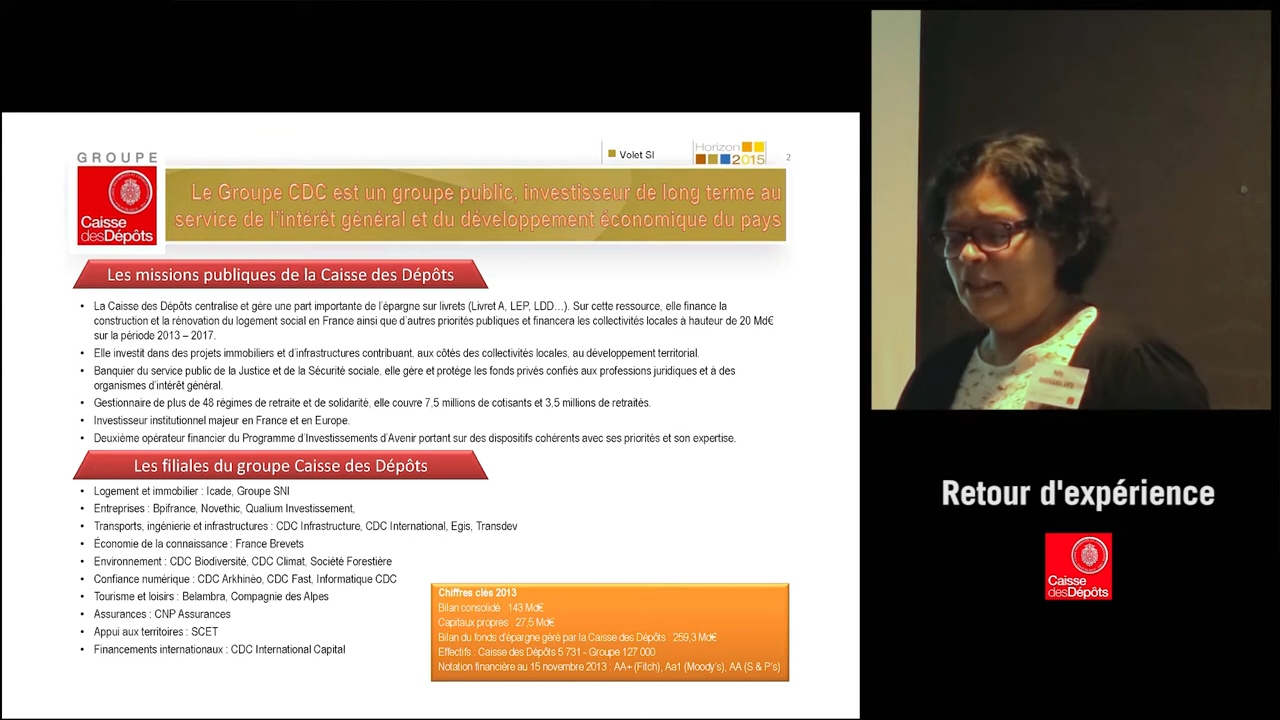 GROUPE
Caisse
desDépôts
Volet SI
Horizon
2015
2
Le Groupe CDC est un groupe public, investisseur de long terme au
service de l'intérêt général et du développement économique du pays
Les missions publiques de la Caisse des Dépôts
• La Caisse des Dépôts centralise et gère une part importante de l'épargne sur livrets (Livret A, LEP, LDD…). Sur cette ressource, elle finance la
construction et la rénovation du logement social en France ainsi que d'autres priorités publiques et financera les collectivités locales à hauteur de 20 Md€
sur la période 2013 – 2017.
• Elle investit dans des projets immobiliers et d'infrastructures contribuant, aux côtés des collectivités locales, au développement territorial.
• Banquier du service public de la Justice et de la Sécurité sociale, elle gère et protège les fonds privés confiés aux professions juridiques et à des
organismes d'intérêt général.
• Gestionnaire de plus de 48 régimes de retraite et de solidarité, elle couvre 7,5 millions de cotisants et 3,5 millions de retraités.
• Investisseur institutionnel majeur en France et en Europe.
• Deuxième opérateur financier du Programme d'Investissements d'Avenir portant sur des dispositifs cohérents avec ses priorités et son expertise.
Les filiales du groupe Caisse des Dépôts
• Logement et immobilier : Icade, Groupe SNI
• Entreprises : Bpifrance, Novethic, Qualium Investissement,
• Transports, ingénierie et infrastructures : CDC Infrastructure, CDC International, Egis, Transdev
• Économie de la connaissance : France Brevets
• Environnement : CDC Biodiversité, CDC Climat, Société Forestière
• Confiance numérique : CDC Arkhinéo, CDC Fast, Informatique CDC
• Tourisme et loisirs : Belambra, Compagnie des Alpes
• Assurances : CNP Assurances
• Appui aux territoires : SCET
• Financements internationaux : CDC International Capital
Chiffres clés 2013
Bilan consolidé : 143 Md€
Capitaux propres : 27,5 Md€
Bilan du fonds d'épargne géré par la Caisse des Dépôts : 259,3 Md€
Effectifs : Caisse des Dépôts 5 731 - Groupe 127 000
Notation financière au 15 novembre 2013 : AA+ (Fitch), Aa1 (Moody's), AA (S & P's)
Retour d'expérience
Caisse
desDépôts